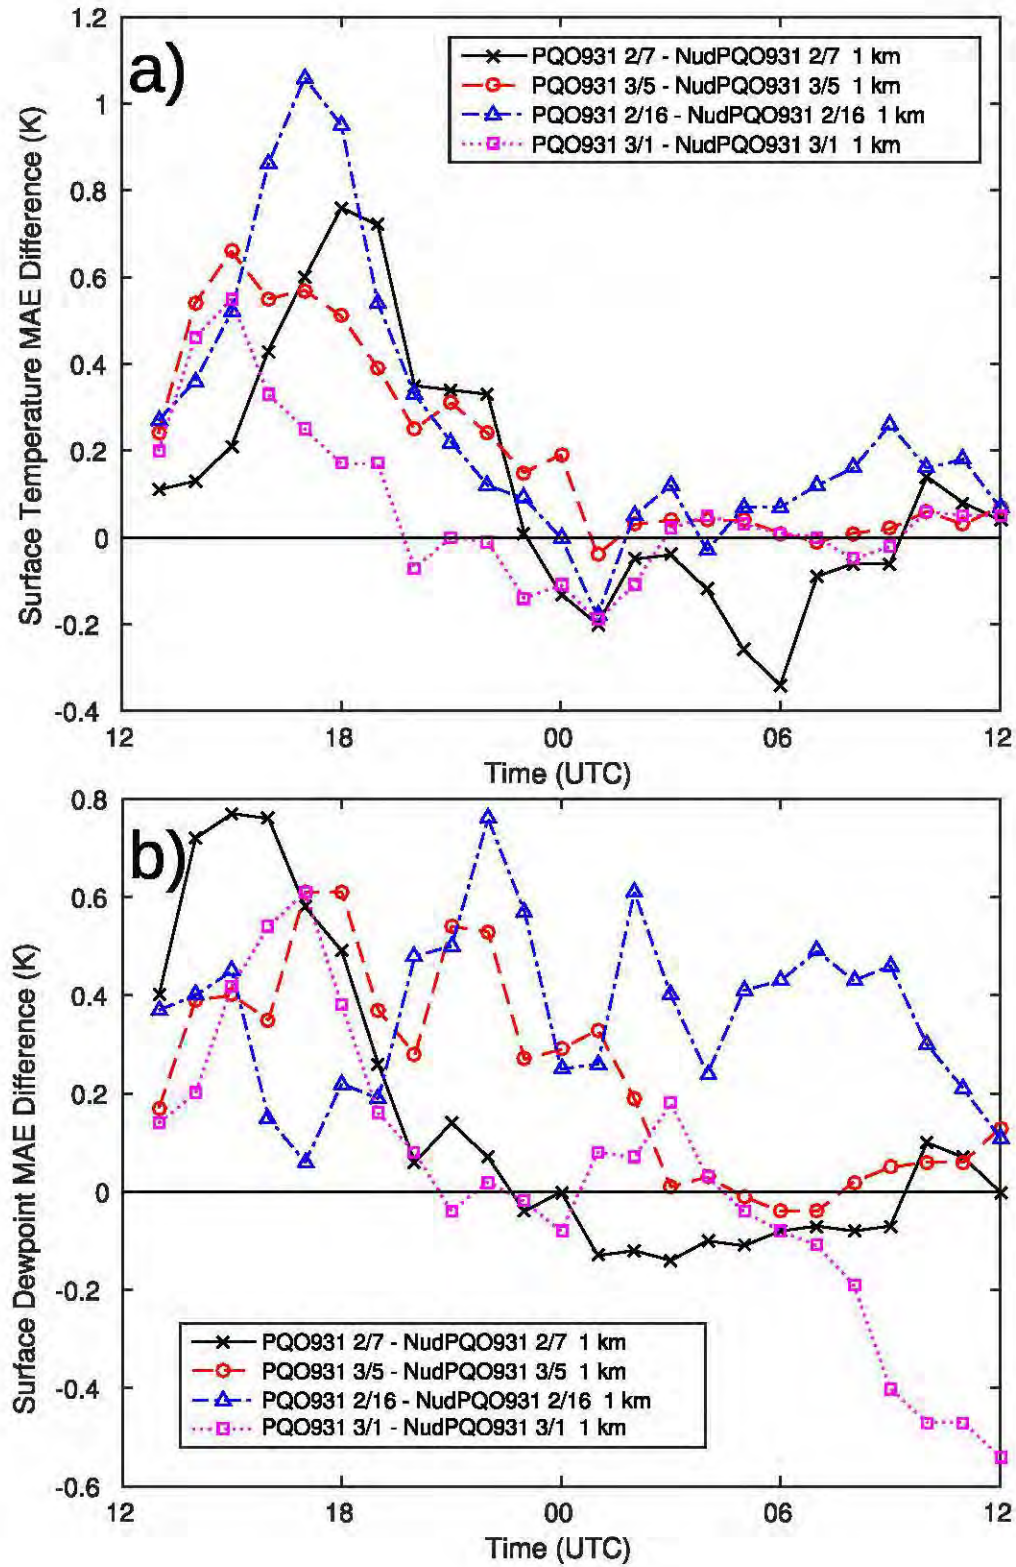 a)
1.2
1
0.8
0.6
0.4
0.2
0
-0.2
-0.4
Surface Temperature MAE Difference (K)
PQO931 2/7 - NudPQO931 2/7 1 km
PQO931 3/5 - NudPQO931 3/5 1 km
PQO931 2/16 - NudPQO931 2/16 1 km
PQO931 3/1 - NudPQO931 3/1 1 km
12 18 00 06 12
Time (UTC)
b)
0.8
0.6
0.4
0.2
0
-0.2
-0.4
-0.6
Surface Dewpoint MAE Difference (K)
PQO931 2/7 - NudPQO931 2/7 1 km
PQO931 3/5 - NudPQO931 3/5 1 km
PQO931 2/16 - NudPQO931 2/16 1 km
PQO931 3/1 - NudPQO931 3/1 1 km
12 18 00 06 12
Time (UTC)